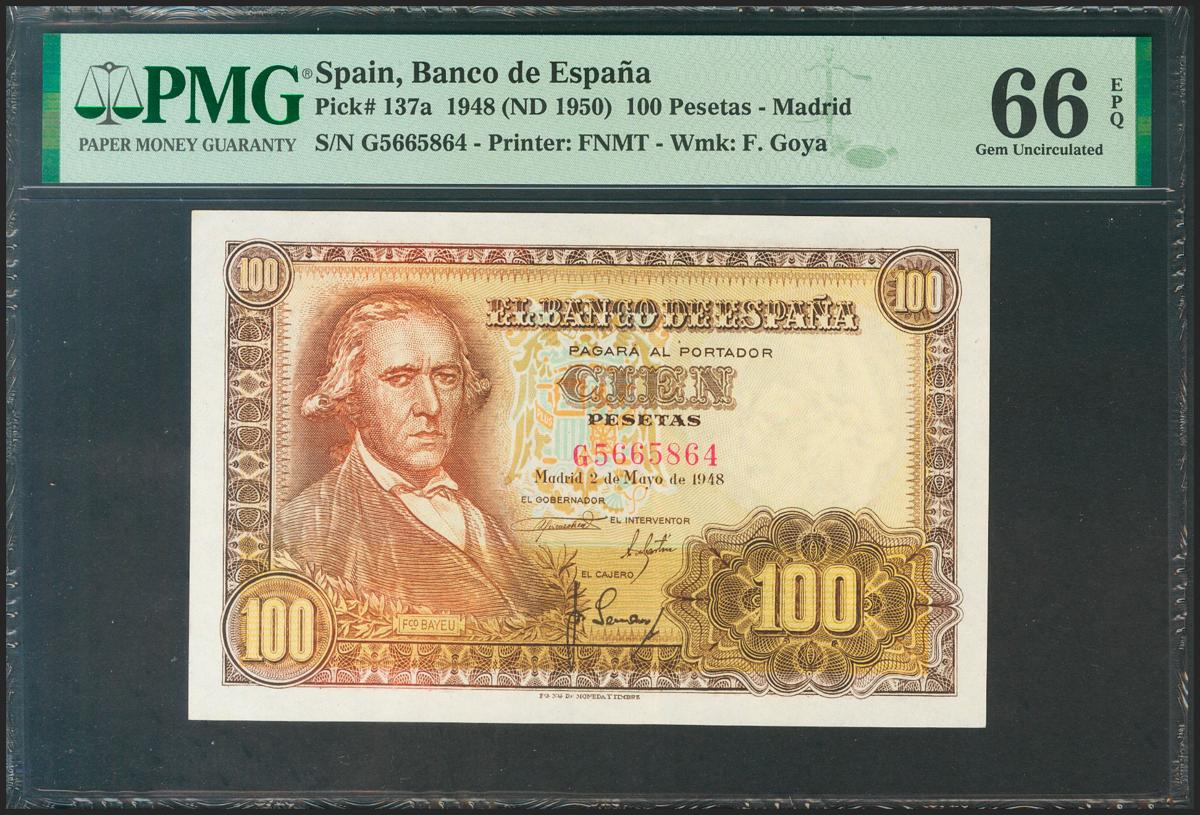 PMG® Spain, Banco de España
Pick# 137a 1948 (ND 1950) 100 Pesetas - Madrid
PAPER MONEY GUARANTY
S/N G5665864 - Printer: FNMT - Wmk: F. Goya
66 EPQ
Gem Uncirculated
100
100
EL BANCO DE ESPAÑA
PAGARÁ AL PORTADOR
CIEN
PESETAS
G5665864
Madrid 2 de Mayo de 1948
EL GOBERNADOR
EL INTERVENTOR
EL CAJERO
100
FCO BAYEU
100